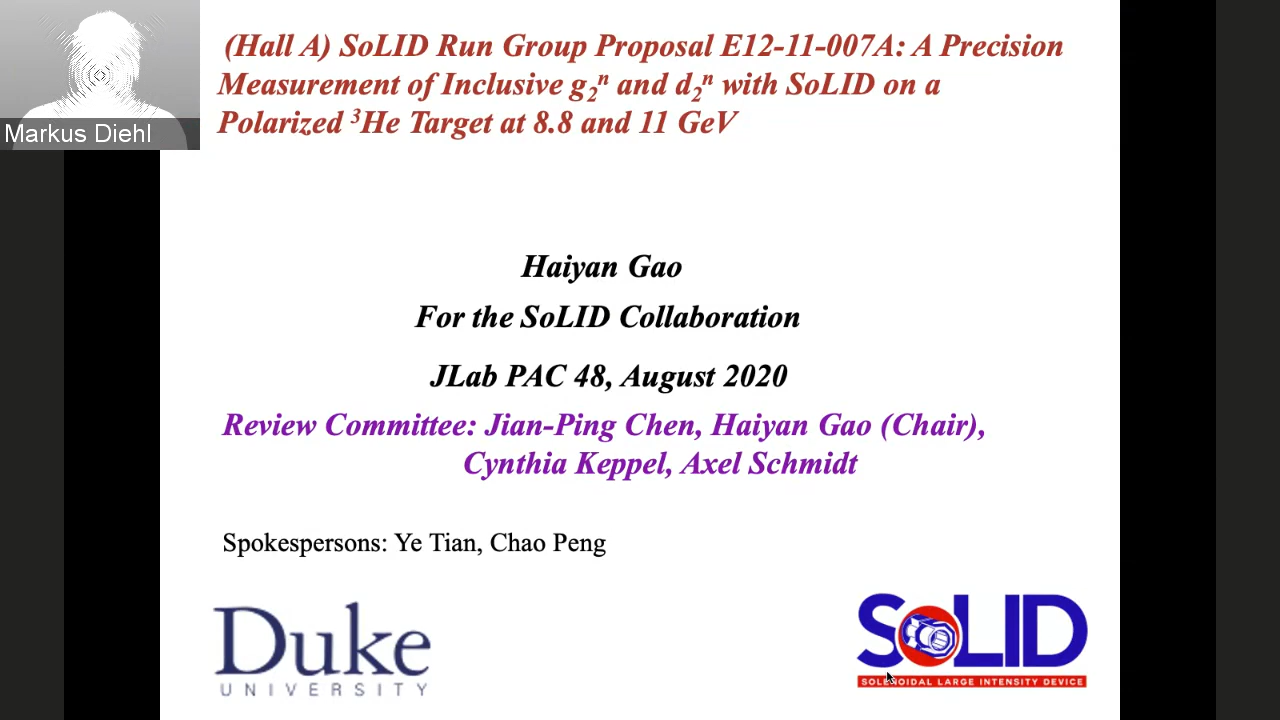 Markus Diehl
(Hall A) SoLID Run Group Proposal E12-11-007A: A Precision
Measurement of Inclusive g₂ⁿ and d₂ⁿ with SoLID on a
Polarized ³He Target at 8.8 and 11 GeV
Haiyan Gao
For the SoLID Collaboration
JLab PAC 48, August 2020
Review Committee: Jian-Ping Chen, Haiyan Gao (Chair),
Cynthia Keppel, Axel Schmidt
Spokespersons: Ye Tian, Chao Peng
Duke
UNIVERSITY
SoLID
SOLENOIDAL LARGE INTENSITY DEVICE